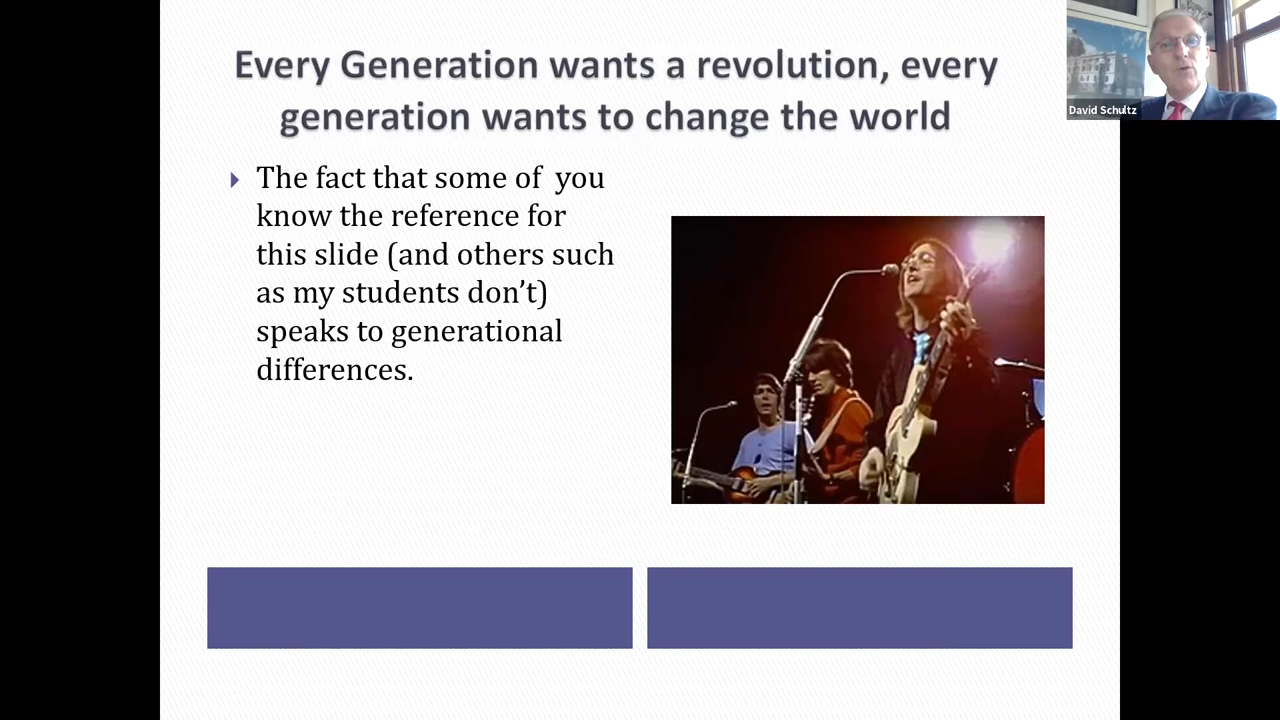 Every Generation wants a revolution, every
generation wants to change the world
The fact that some of  you
know the reference for
this slide (and others such
as my students don’t)
speaks to generational
differences.
David Schultz